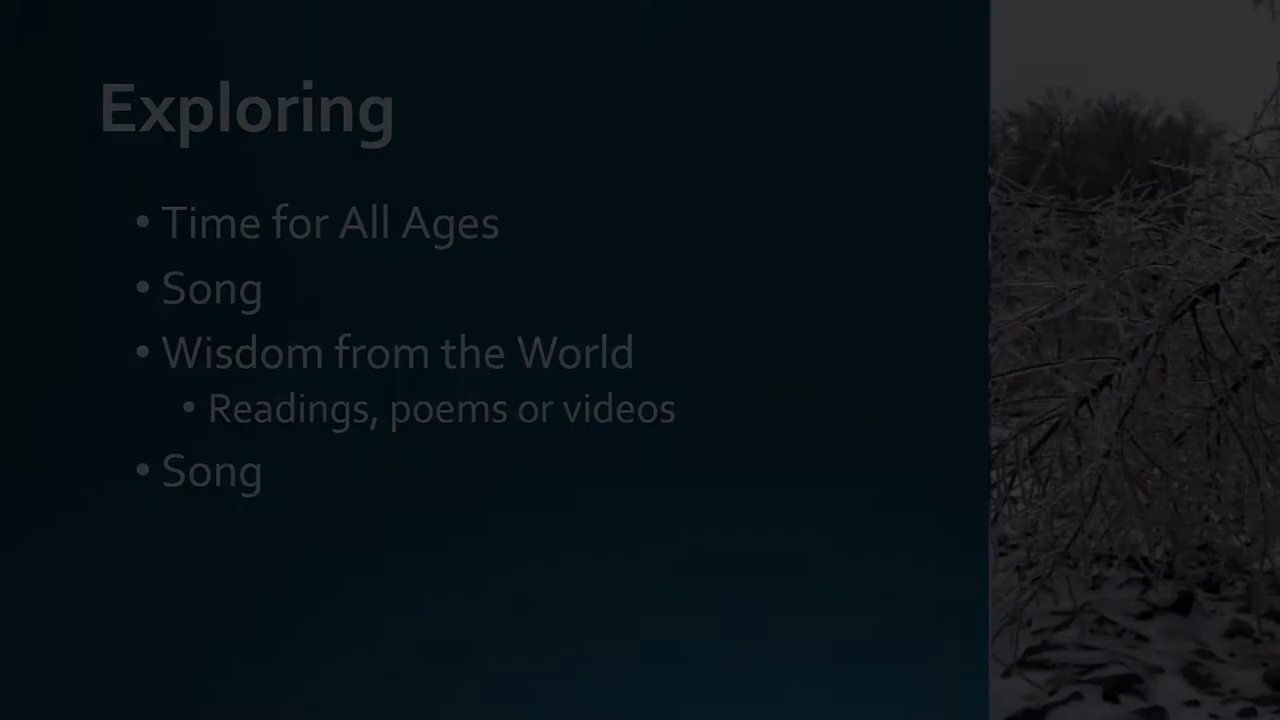 Exploring
• Time for All Ages
• Song
• Wisdom from the World
• Readings, poems or videos
• Song